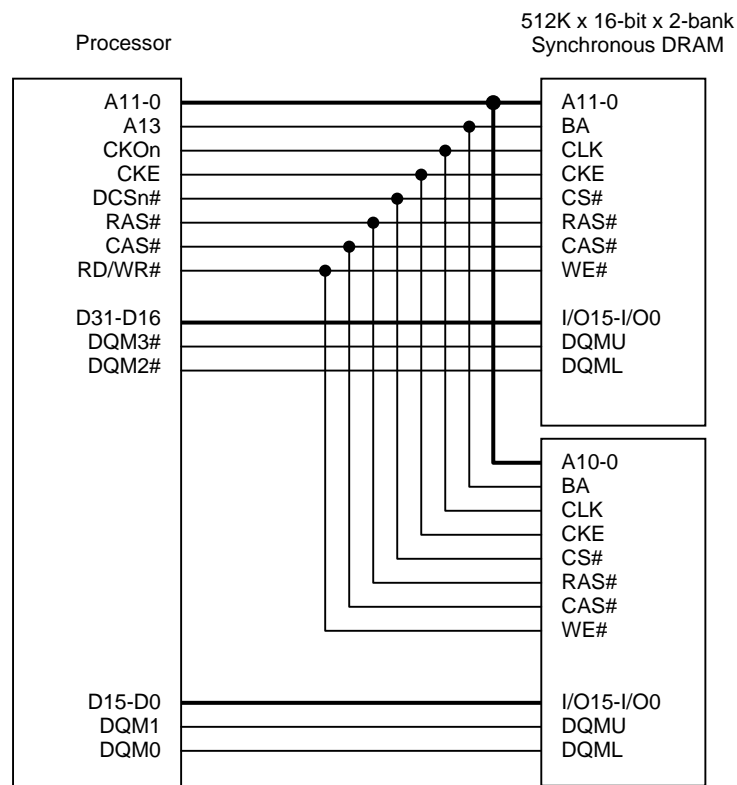 512K x 16-bit x 2-bank
Processor Synchronous DRAM
A11-0 A11-0
A13 BA
CKOn CLK
CKE CKE
DCSn# CS#
RAS# RAS#
CAS# CAS#
RD/WR# WE#
D31-D16 I/O15-I/O0
DQM3# DQMU
DQM2# DQML
A10-0
BA
CLK
CKE
CS#
RAS#
CAS#
WE#
D15-D0 I/O15-I/O0
DQM1 DQMU
DQM0 DQML